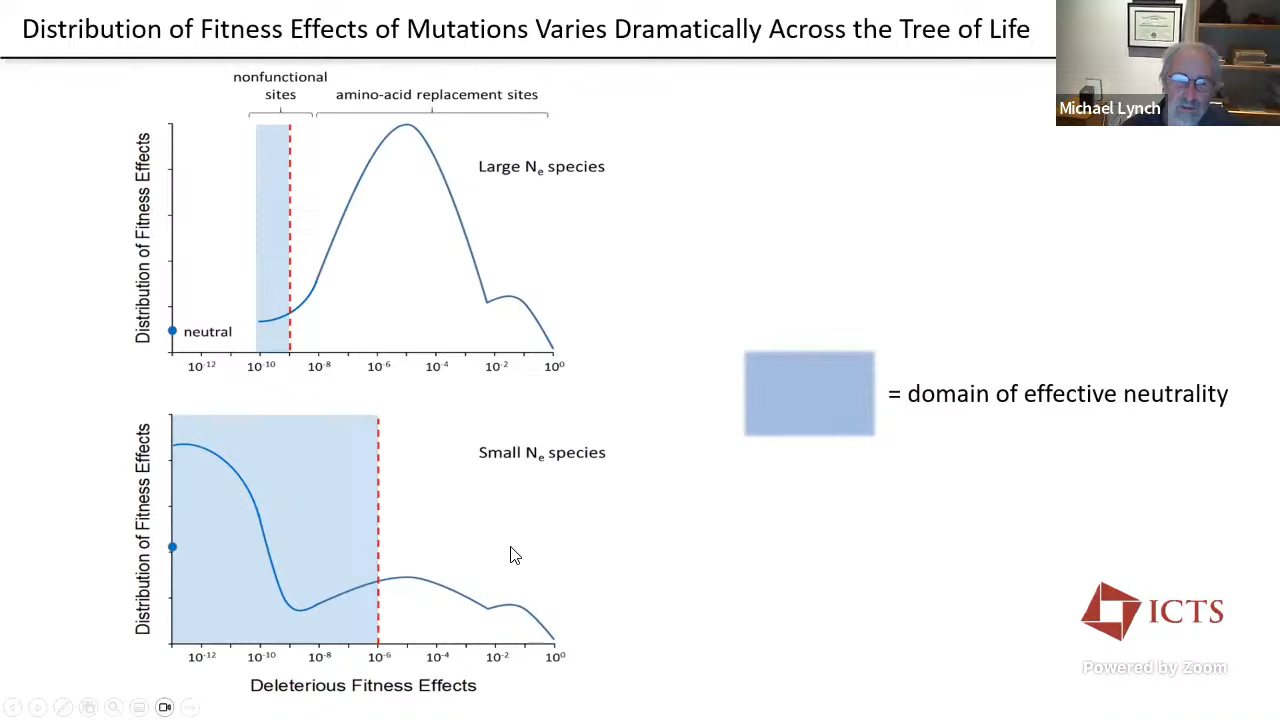 Distribution of Fitness Effects of Mutations Varies Dramatically Across the Tree of Life
Michael Lynch
nonfunctional
sites
amino-acid replacement sites
Distribution of Fitness Effects
Large Ne species
neutral
10-12 10-10 10-8 10-6 10-4 10-2 100
= domain of effective neutrality
Distribution of Fitness Effects
Small Ne species
10-12 10-10 10-8 10-6 10-4 10-2 100
Deleterious Fitness Effects
ICTS
Powered by Zoom